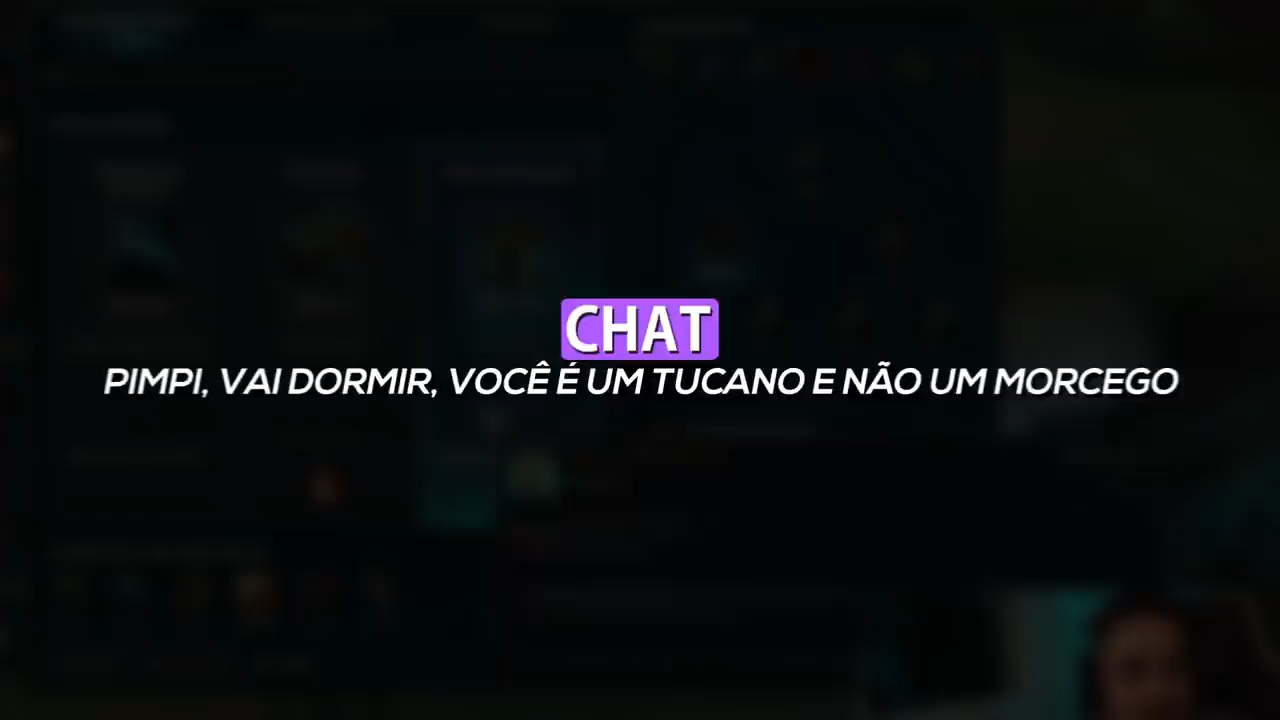 CHAT
PIMPI, VAI DORMIR, VOCÊ É UM TUCANO E NÃO UM MORCEGO